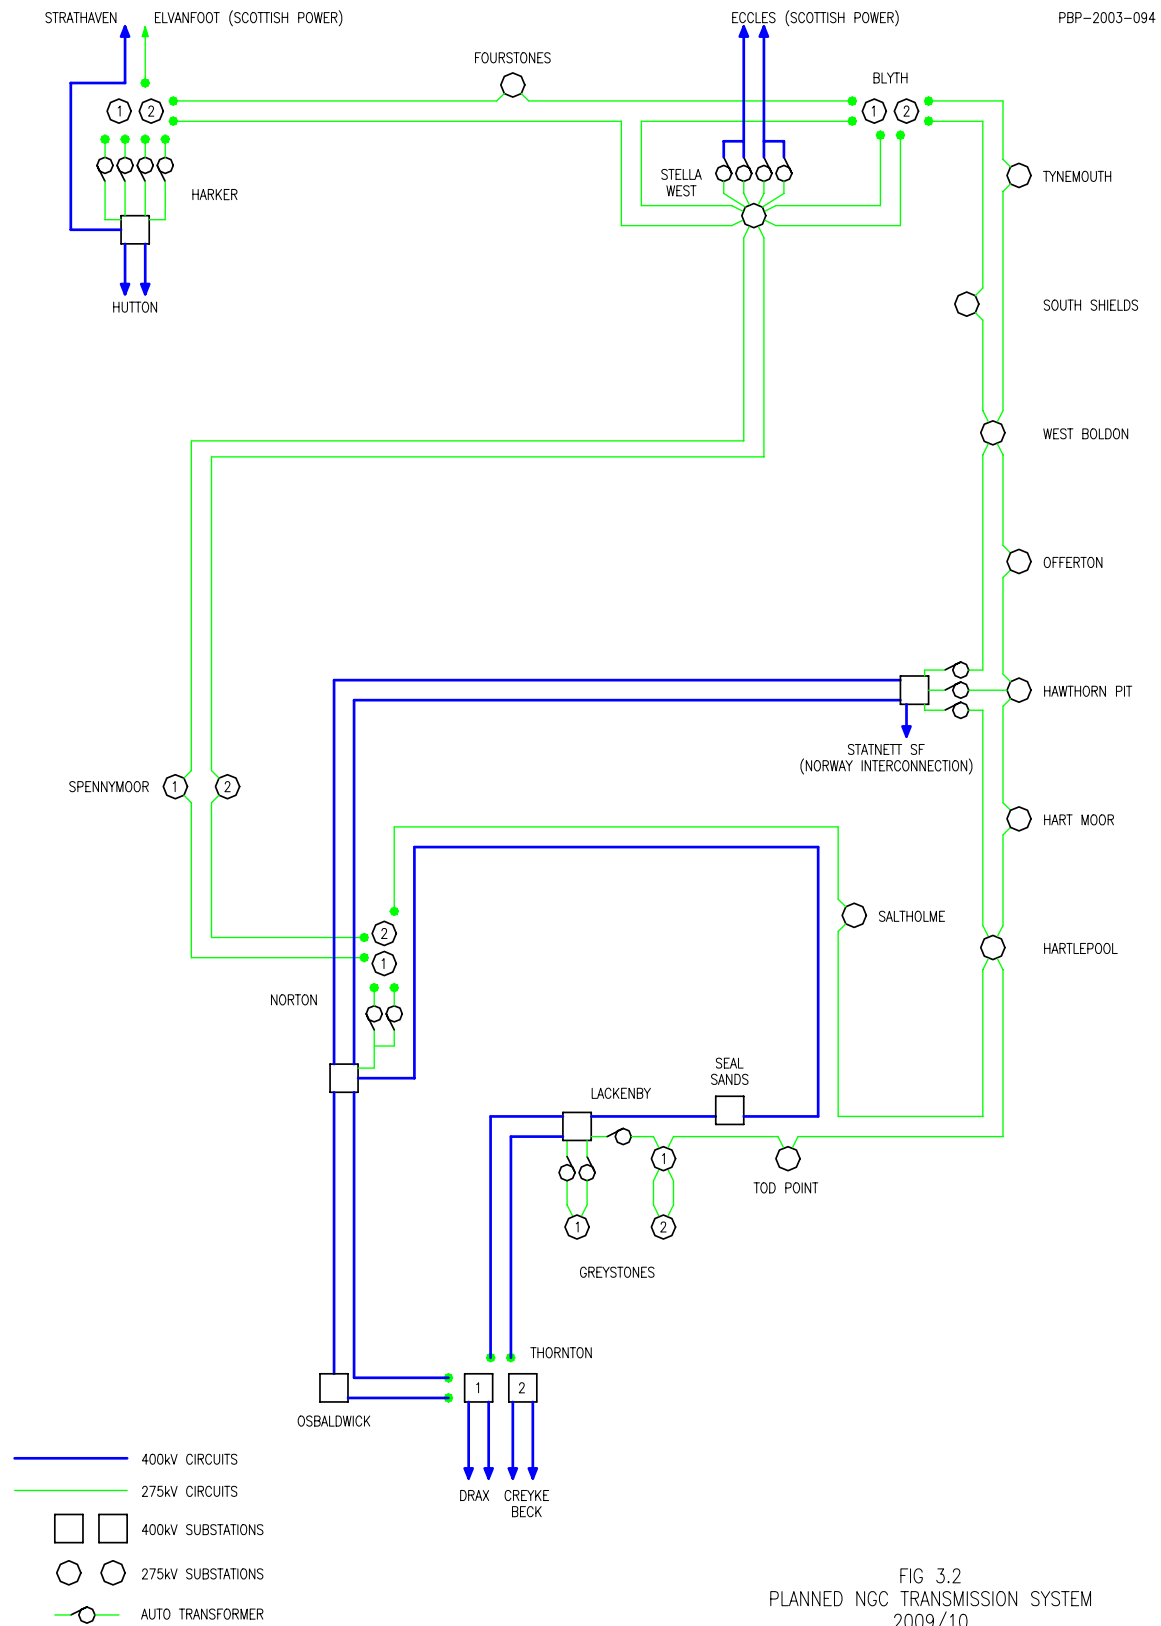 STRATHAVEN
ELVANFOOT (SCOTTISH POWER)
ECCLES (SCOTTISH POWER)
PBP-2003-094
FOURSTONES
BLYTH
1
2
1
2
STELLA
WEST
TYNEMOUTH
HARKER
HUTTON
SOUTH SHIELDS
WEST BOLDON
OFFERTON
HAWTHORN PIT
STATNETT SF
(NORWAY INTERCONNECTION)
SPENNYMOOR
1
2
HART MOOR
SALTHOLME
2
1
HARTLEPOOL
NORTON
SEAL
SANDS
LACKENBY
1
TOD POINT
1
2
GREYSTONES
THORNTON
1
2
OSBALDWICK
DRAX
CREYKE
BECK
400kV CIRCUITS
275kV CIRCUITS
400kV SUBSTATIONS
275kV SUBSTATIONS
AUTO TRANSFORMER
FIG 3.2
PLANNED NGC TRANSMISSION SYSTEM
2009/10